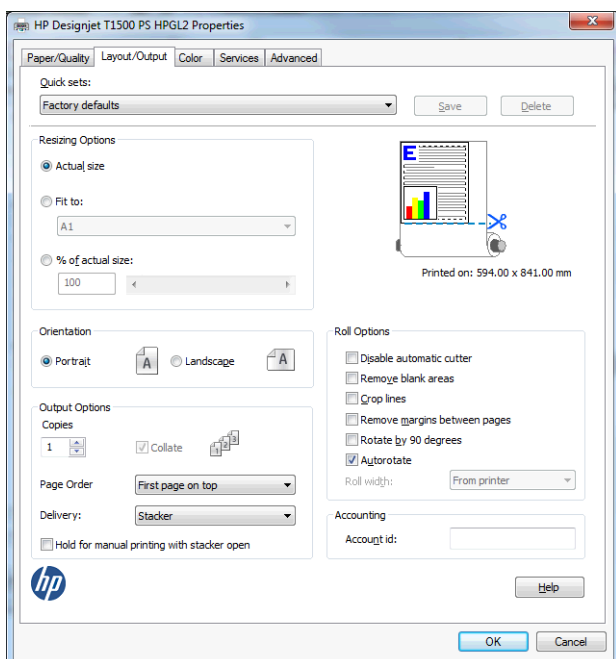 HP Designjet T1500 PS HPGL2 Properties
Paper/Quality Layout/Output Color Services Advanced
Quick sets:
Factory defaults Save Delete
Resizing Options
Actual size
Fit to:
A1
% of actual size:
100
E
Printed on: 594.00 x 841.00 mm
Orientation
Portrait A Landscape A
Output Options
Copies
1 Collate 1 2 3
Page Order First page on top
Delivery: Stacker
Hold for manual printing with stacker open
Roll Options
Disable automatic cutter
Remove blank areas
Crop lines
Remove margins between pages
Rotate by 90 degrees
Autorotate
Roll width: From printer
Accounting
Account id:
hp
Help
OK Cancel